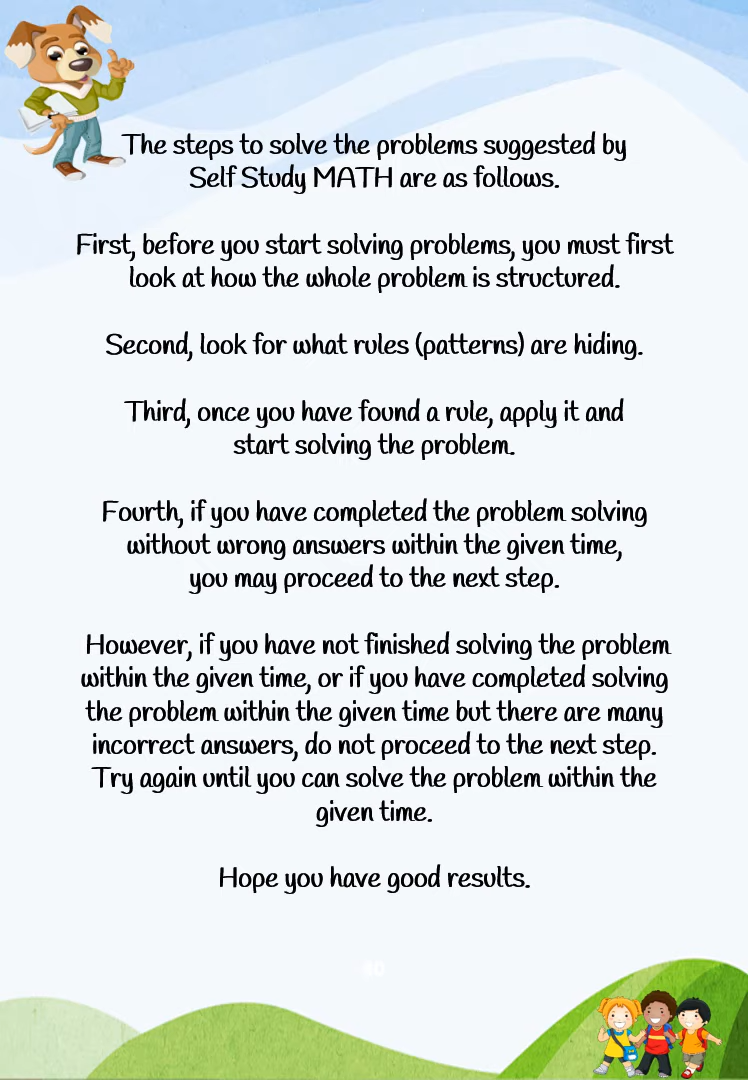 The steps to solve the problems suggested by
Self Study MATH are as follows.
First, before you start solving problems, you must first
look at how the whole problem is structured.
Second, look for what rules (patterns) are hiding.
Third, once you have found a rule, apply it and
start solving the problem.
Fourth, if you have completed the problem solving
without wrong answers within the given time,
you may proceed to the next step.
However, if you have not finished solving the problem
within the given time, or if you have completed solving
the problem within the given time but there are many
incorrect answers, do not proceed to the next step.
Try again until you can solve the problem within the
given time.
Hope you have good results.